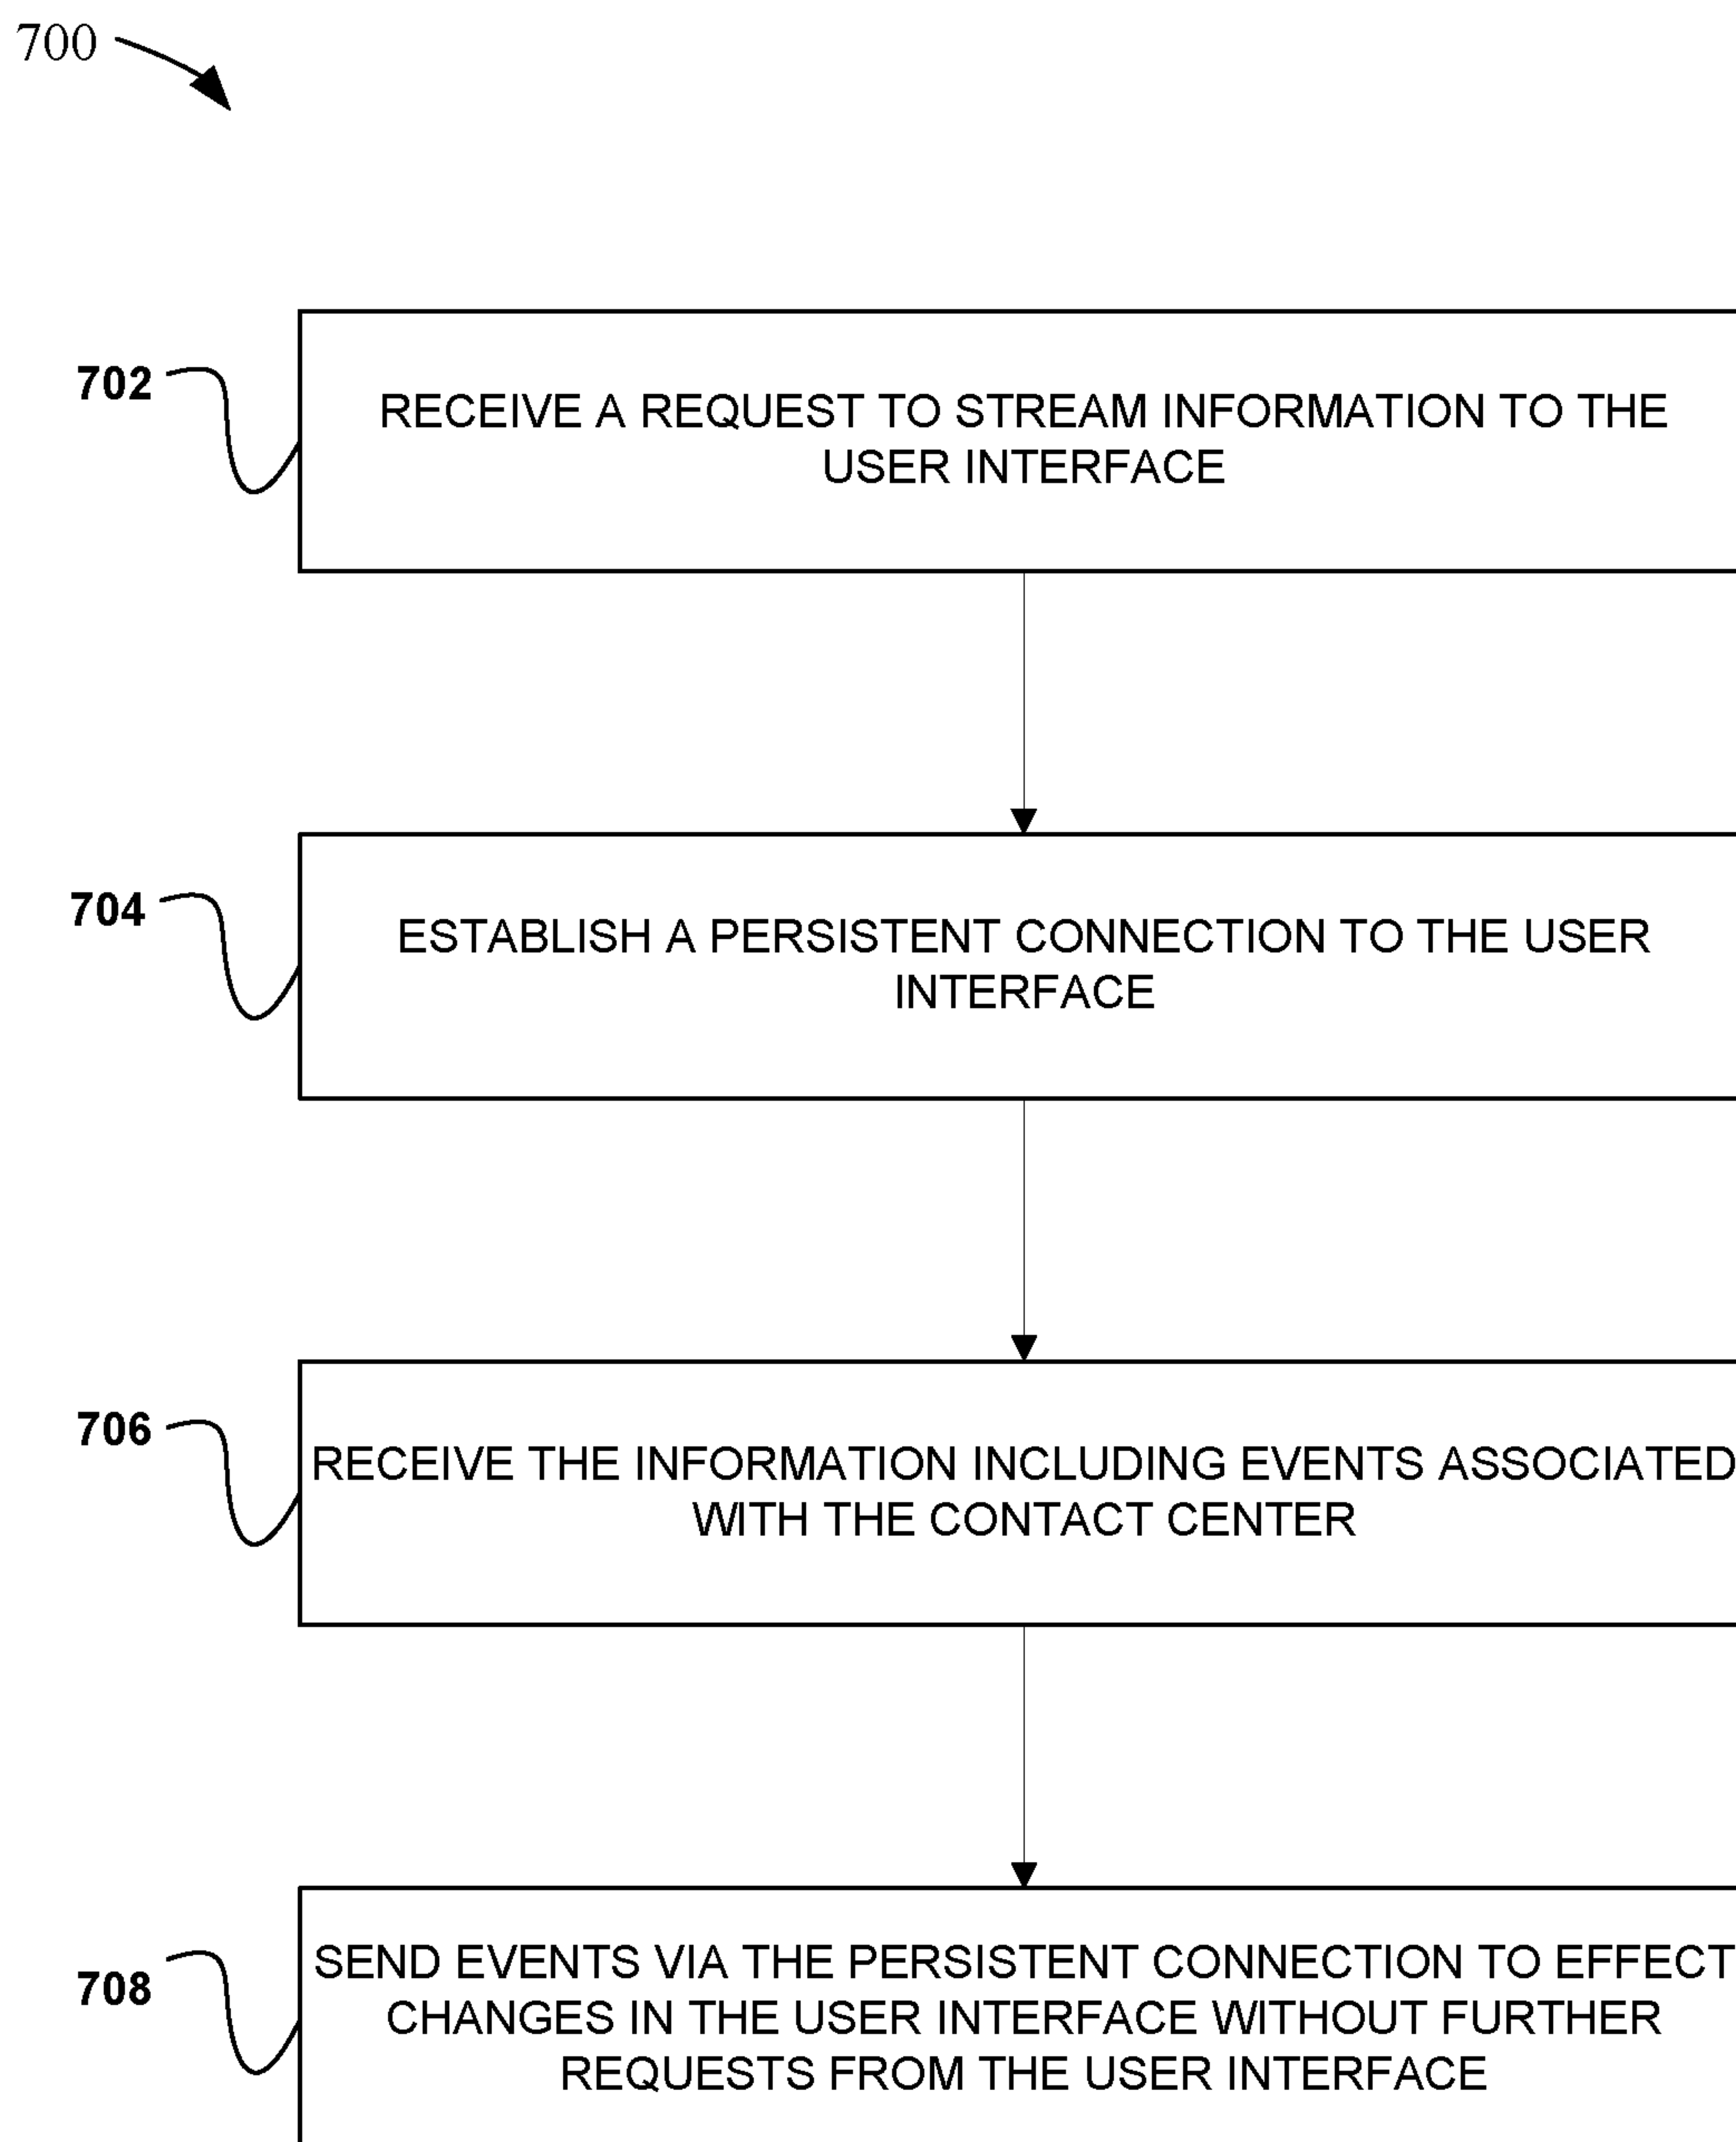 700
702
RECEIVE A REQUEST TO STREAM INFORMATION TO THE
USER INTERFACE
704
ESTABLISH A PERSISTENT CONNECTION TO THE USER
INTERFACE
706
RECEIVE THE INFORMATION INCLUDING EVENTS ASSOCIATED
WITH THE CONTACT CENTER
708
SEND EVENTS VIA THE PERSISTENT CONNECTION TO EFFECT
CHANGES IN THE USER INTERFACE WITHOUT FURTHER
REQUESTS FROM THE USER INTERFACE